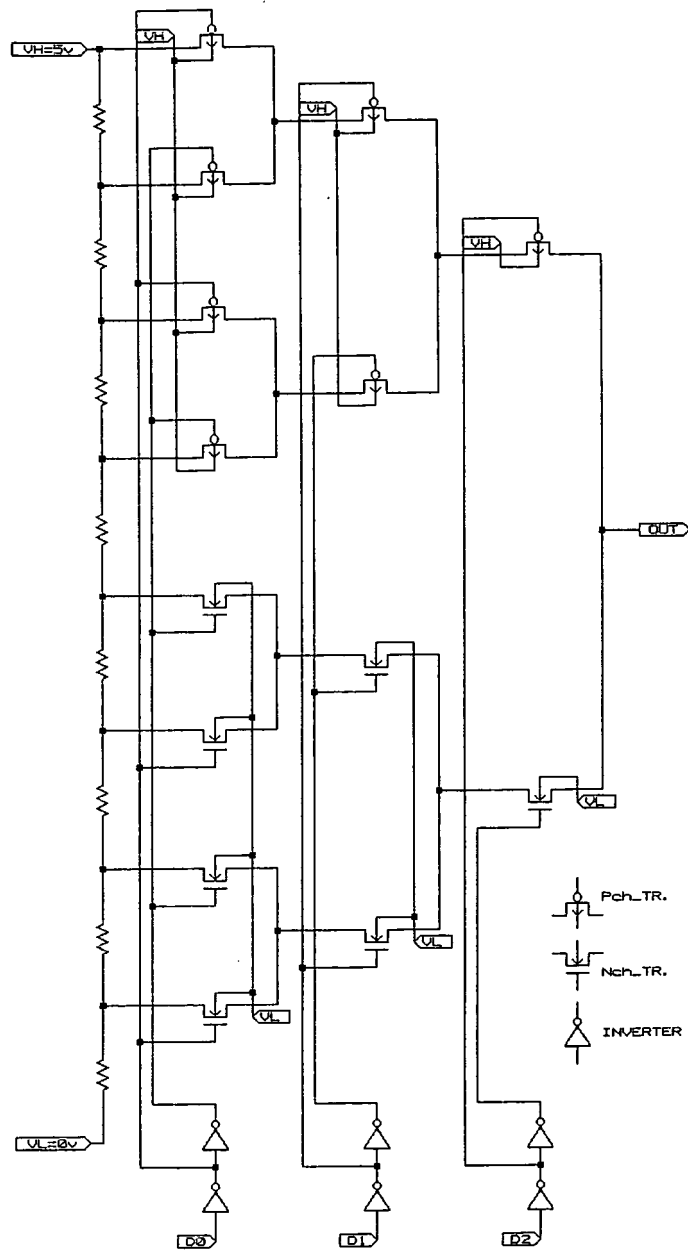 VH=5v
VH
VH
VH
OUT
VL
Pch_TR.
VL
Nch_TR.
VL
INVERTER
VL=0v
D0
D1
D2